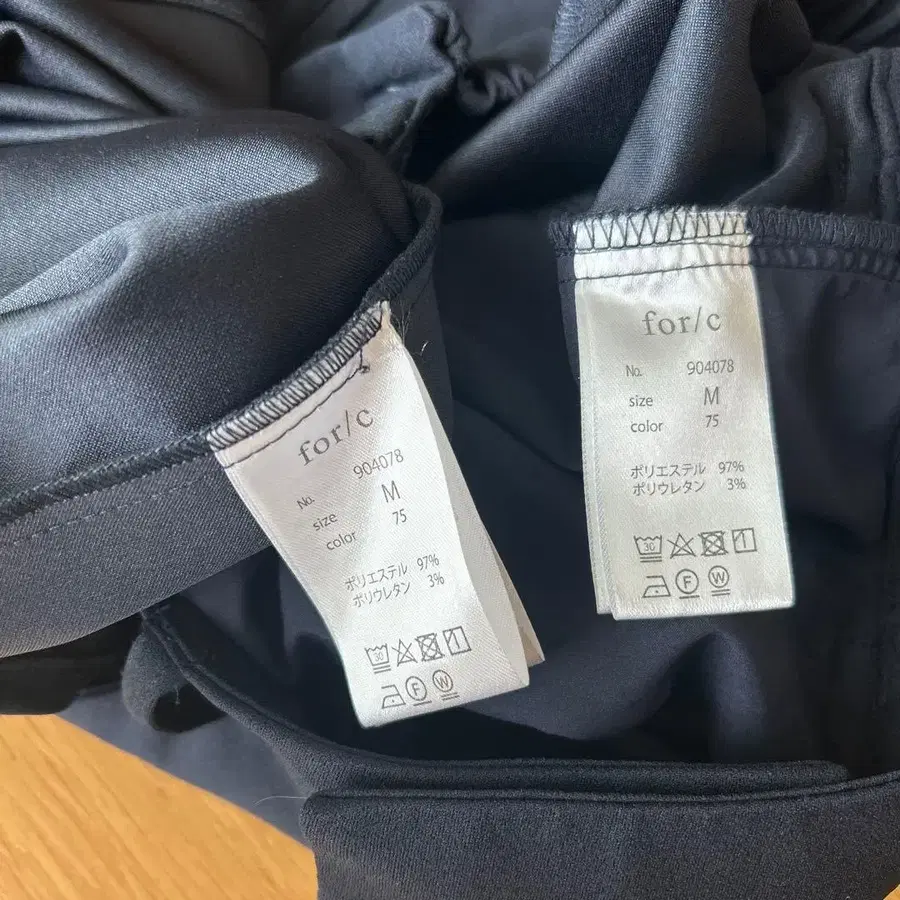 for/c
No. 904078
size M
color 75
ポリエステル 97%
ポリウレタン 3%
30
F W
for/c
No. 904078
size M
color 75
ポリエステル 97%
ポリウレタン 3%
30
F W